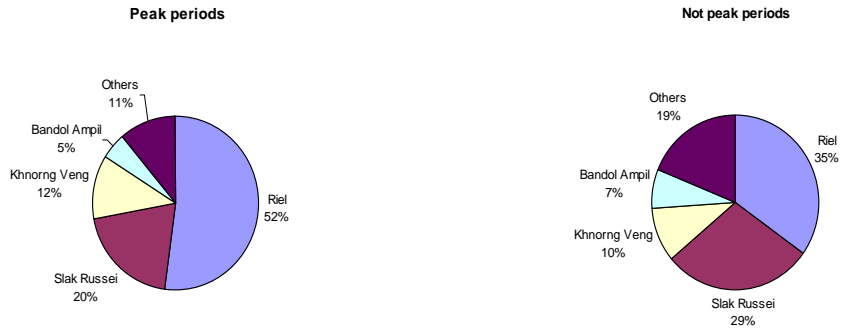 Peak periods
Others
11%
Bandol Ampil
5%
Khnorng Veng
12%
Riel
52%
Slak Russei
20%
Not peak periods
Others
19%
Riel
35%
Bandol Ampil
7%
Khnorng Veng
10%
Slak Russei
29%